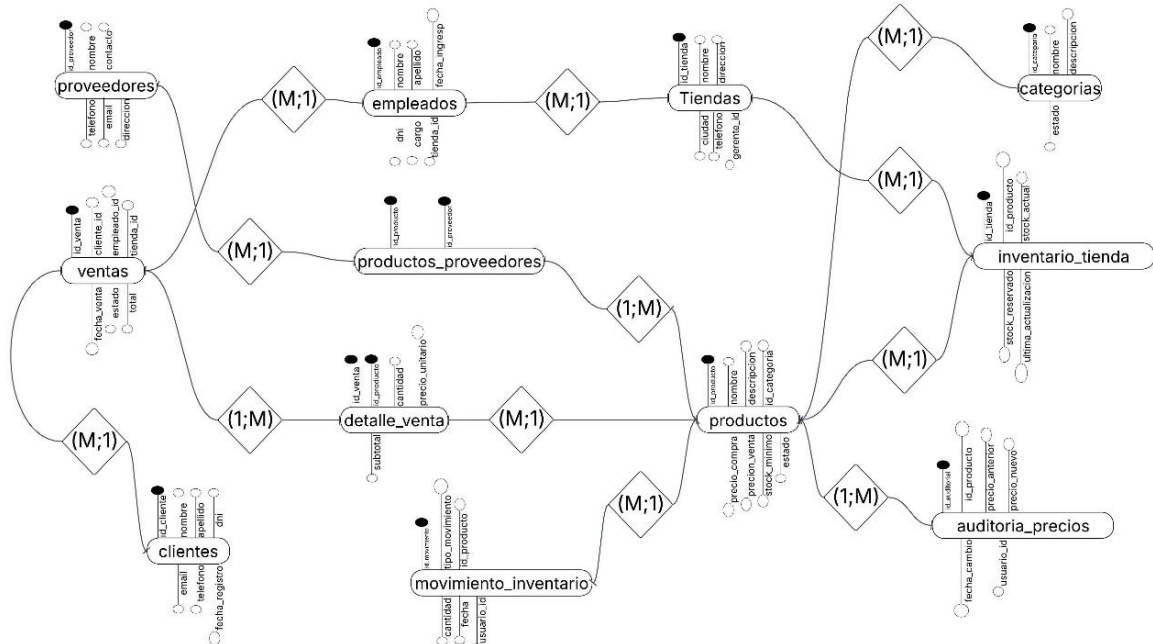 id_proveedor
nombre
contacto
proveedores
telefono
email
direccion
(M;1)
id_empleado
nombre
apellido
fecha_ingresp
empleados
dni
cargo
tienda_id
(M;1)
id_tienda
nombre
direccion
Tiendas
ciudad
telefono
gerente_id
(M;1)
id_categoria
nombre
descripcion
categorias
estado
(M;1)
id_venta
cliente_id
empleado_id
tienda_id
ventas
fecha_venta
estado
total
(M;1)
id_producto
id_proveedor
productos_proveedores
(1;M)
id_tienda
id_producto
stock_actual
inventario_tienda
stock_reservado
ultima_actualizacion
(M;1)
(1;M)
id_venta
id_producto
cantidad
precio_unitario
detalle_venta
subtotal
(M;1)
id_producto
nombre
descripcion
id_categoria
productos
precio_compra
precion_venta
stock_minimo
estado
(M;1)
id_cliente
nombre
apellido
dni
clientes
email
telefono
fecha_registro
id_movimiento
tipo_movimiento
id_producto
movimiento_inventario
cantidad
fecha
usuario_id
(M;1)
(1;M)
id_auditorial
id_producto
precio_anterior
precio_nuevo
auditoria_precios
fecha_cambio
usuario_id